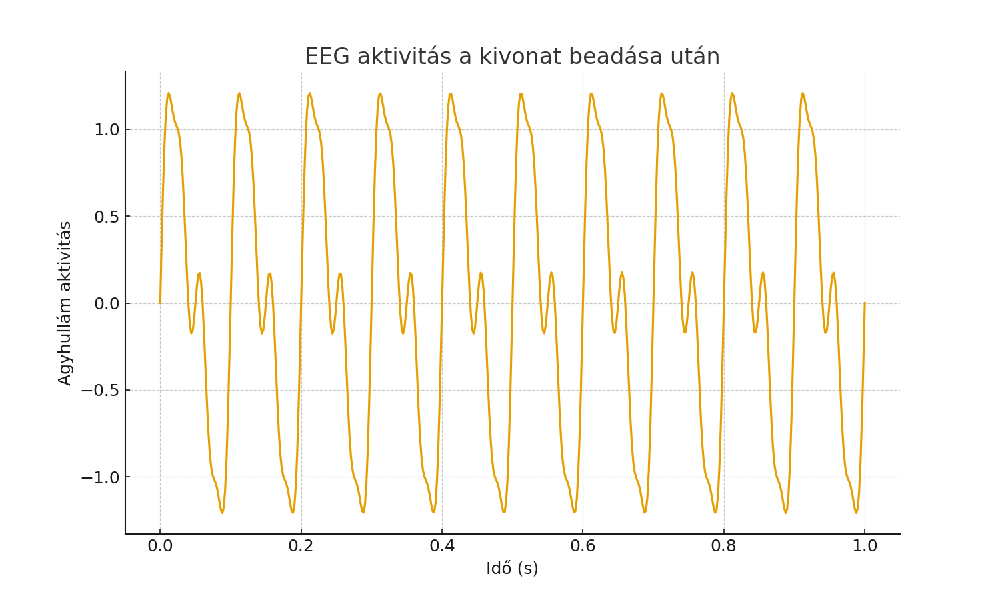 EEG aktivitás a kivonat beadása után
Agyhullám aktivitás
1.0
0.5
0.0
−0.5
−1.0
0.0 0.2 0.4 0.6 0.8 1.0
Idő (s)